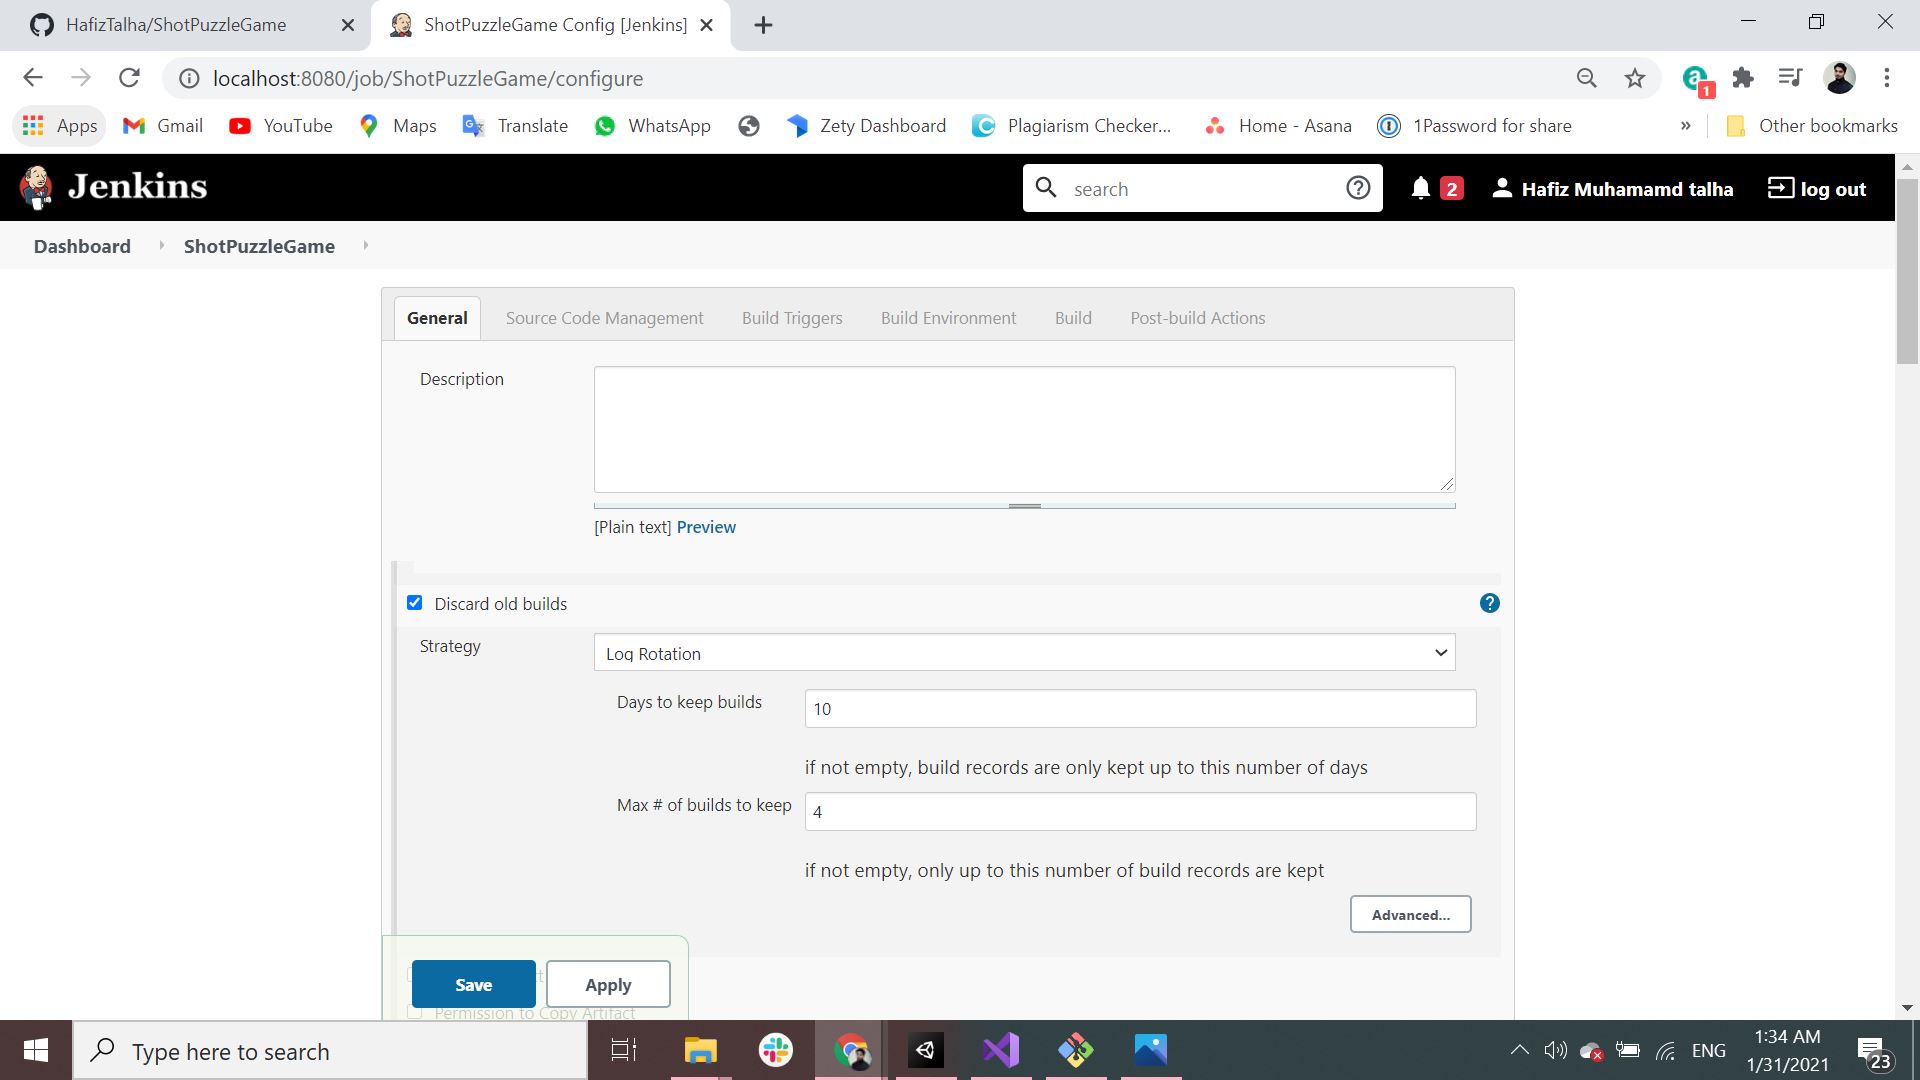 HafizTalha/ShotPuzzleGame
ShotPuzzleGame Config [Jenkins]
localhost:8080/job/ShotPuzzleGame/configure
1
Apps Gmail YouTube Maps Translate WhatsApp Zety Dashboard Plagiarism Checker... Home - Asana 1Password for share » Other bookmarks
Jenkins
search
2
Hafiz Muhamamd talha
log out
Dashboard ShotPuzzleGame
General Source Code Management Build Triggers Build Environment Build Post-build Actions
Description
[Plain text] Preview
Discard old builds
Strategy
Log Rotation
Days to keep builds
10
if not empty, build records are only kept up to this number of days
Max # of builds to keep
4
if not empty, only up to this number of build records are kept
Advanced...
Save Apply
Permission to Copy Artifact
Type here to search
ENG
1:34 AM
1/31/2021
23